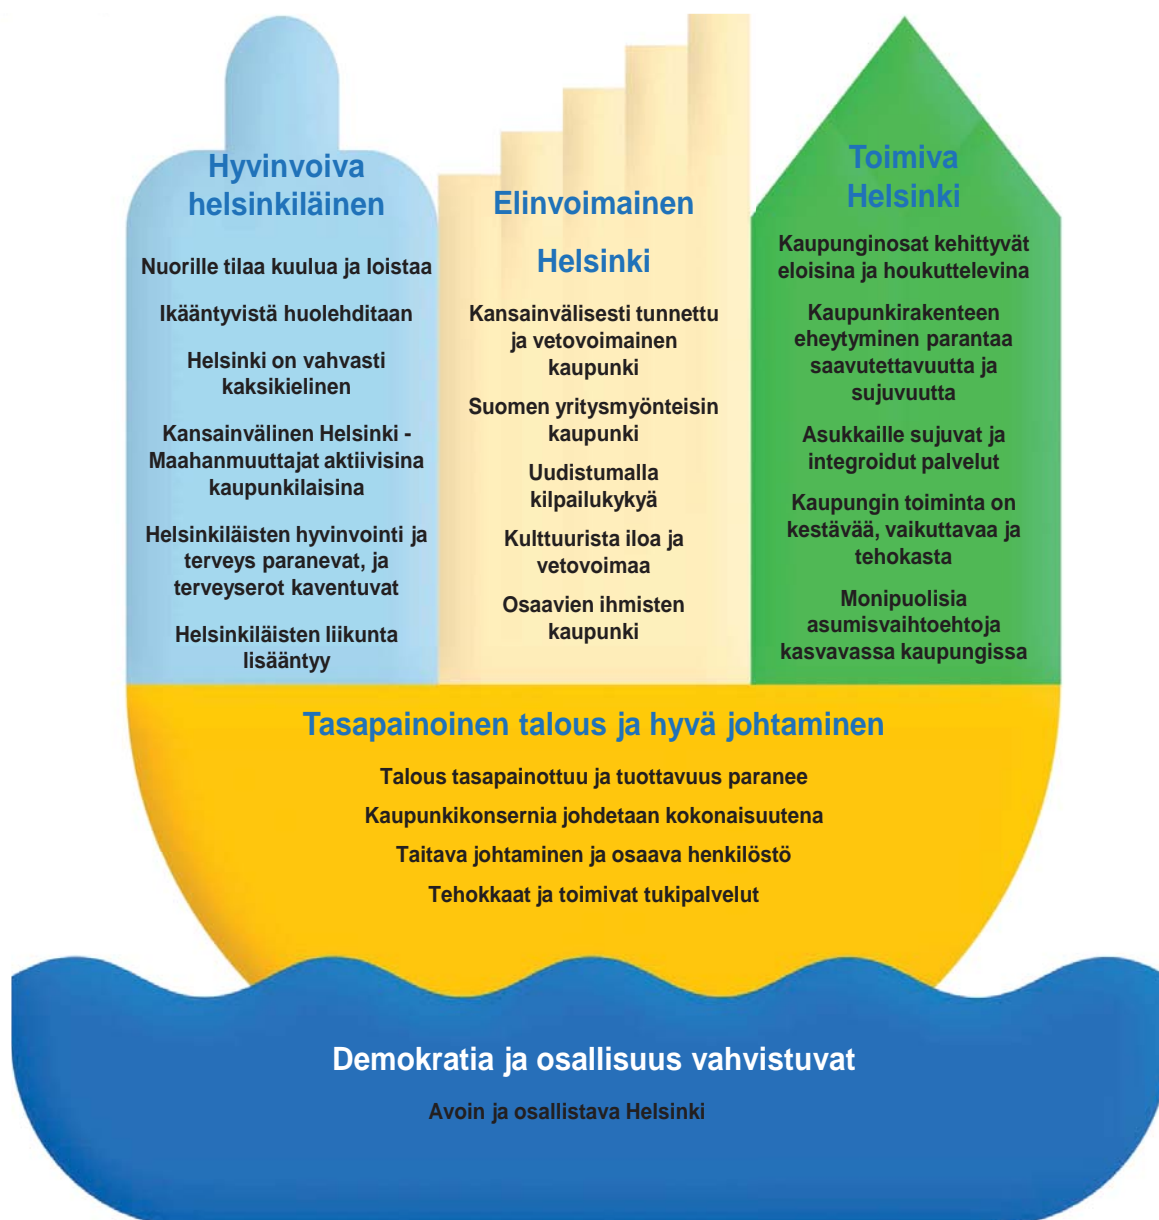 Hyvinvoiva
helsinkiläinen
Nuorille tilaa kuulua ja loistaa
Ikääntyvistä huolehditaan
Helsinki on vahvasti
kaksikielinen
Kansainvälinen Helsinki -
Maahanmuuttajat aktiivisina
kaupunkilaisina
Helsinkiläisten hyvinvointi ja
terveys paranevat, ja
terveyserot kaventuvat
Helsinkiläisten liikunta
lisääntyy
Elinvoimainen
Helsinki
Kansainvälisesti tunnettu
ja vetovoimainen
kaupunki
Suomen yritysmyönteisin
kaupunki
Uudistumalla
kilpailukykyä
Kulttuurista iloa ja
vetovoimaa
Osaavien ihmisten
kaupunki
Toimiva
Helsinki
Kaupunginosat kehittyvät
eloisina ja houkuttelevina
Kaupunkirakenteen
eheytyminen parantaa
saavutettavuutta ja
sujuvuutta
Asukkaille sujuvat ja
integroidut palvelut
Kaupungin toiminta on
kestävää, vaikuttavaa ja
tehokasta
Monipuolisia
asumisvaihtoehtoja
kasvavassa kaupungissa
Tasapainoinen talous ja hyvä johtaminen
Talous tasapainottuu ja tuottavuus paranee
Kaupunkikonsernia johdetaan kokonaisuutena
Taitava johtaminen ja osaava henkilöstö
Tehokkaat ja toimivat tukipalvelut
Demokratia ja osallisuus vahvistuvat
Avoin ja osallistava Helsinki